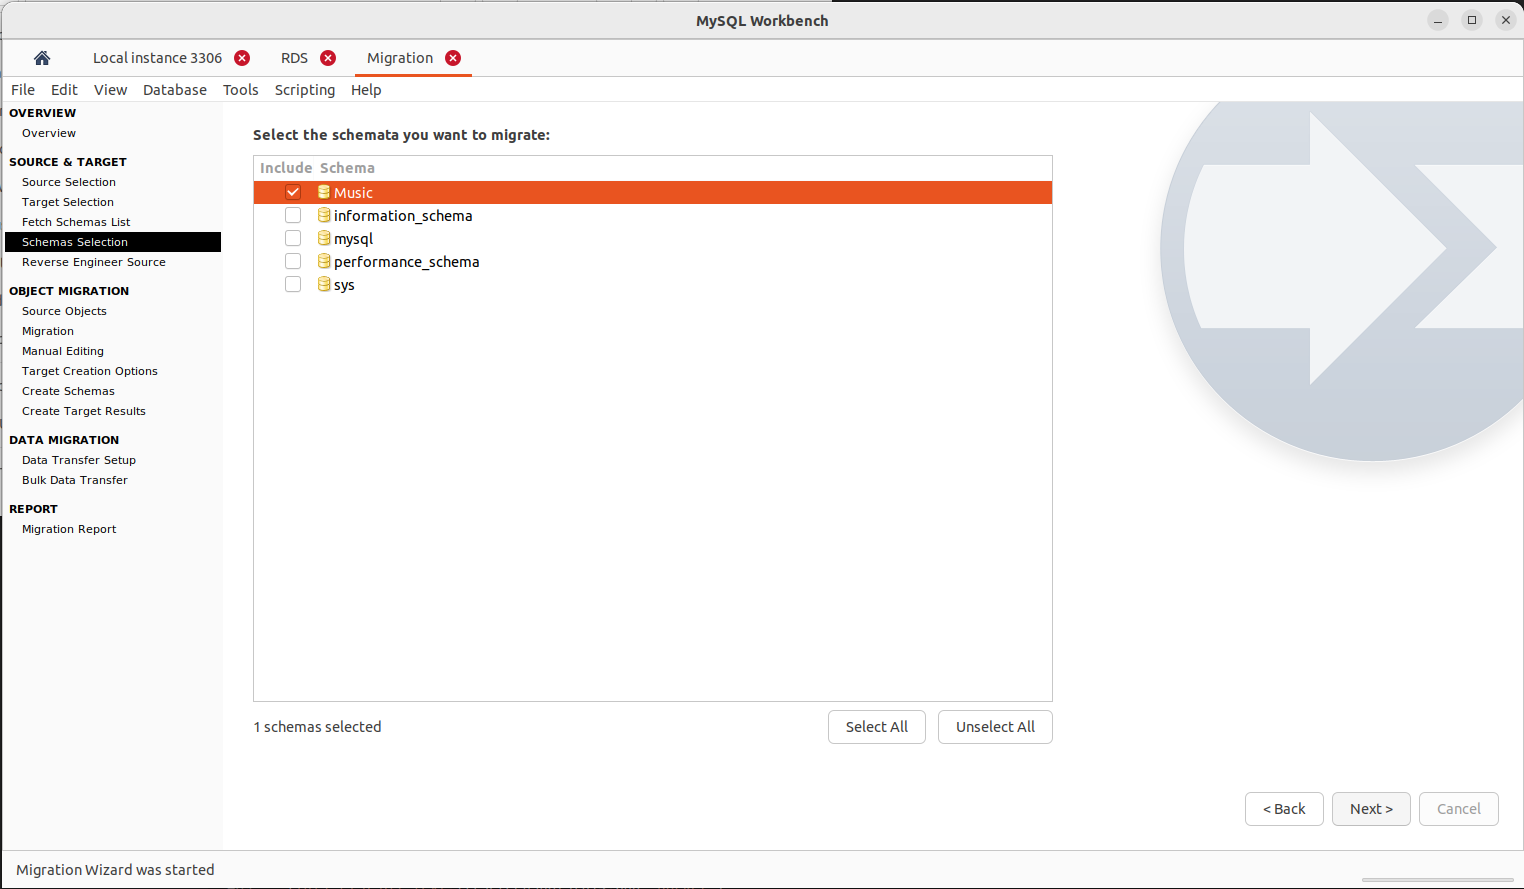 MySQL Workbench
Local instance 3306 RDS Migration
File Edit View Database Tools Scripting Help
OVERVIEW
Overview
SOURCE & TARGET
Source Selection
Target Selection
Fetch Schemas List
Schemas Selection
Reverse Engineer Source
OBJECT MIGRATION
Source Objects
Migration
Manual Editing
Target Creation Options
Create Schemas
Create Target Results
DATA MIGRATION
Data Transfer Setup
Bulk Data Transfer
REPORT
Migration Report
Select the schemata you want to migrate:
Include Schema
Music
information_schema
mysql
performance_schema
sys
1 schemas selected
Select All Unselect All
< Back Next > Cancel
Migration Wizard was started